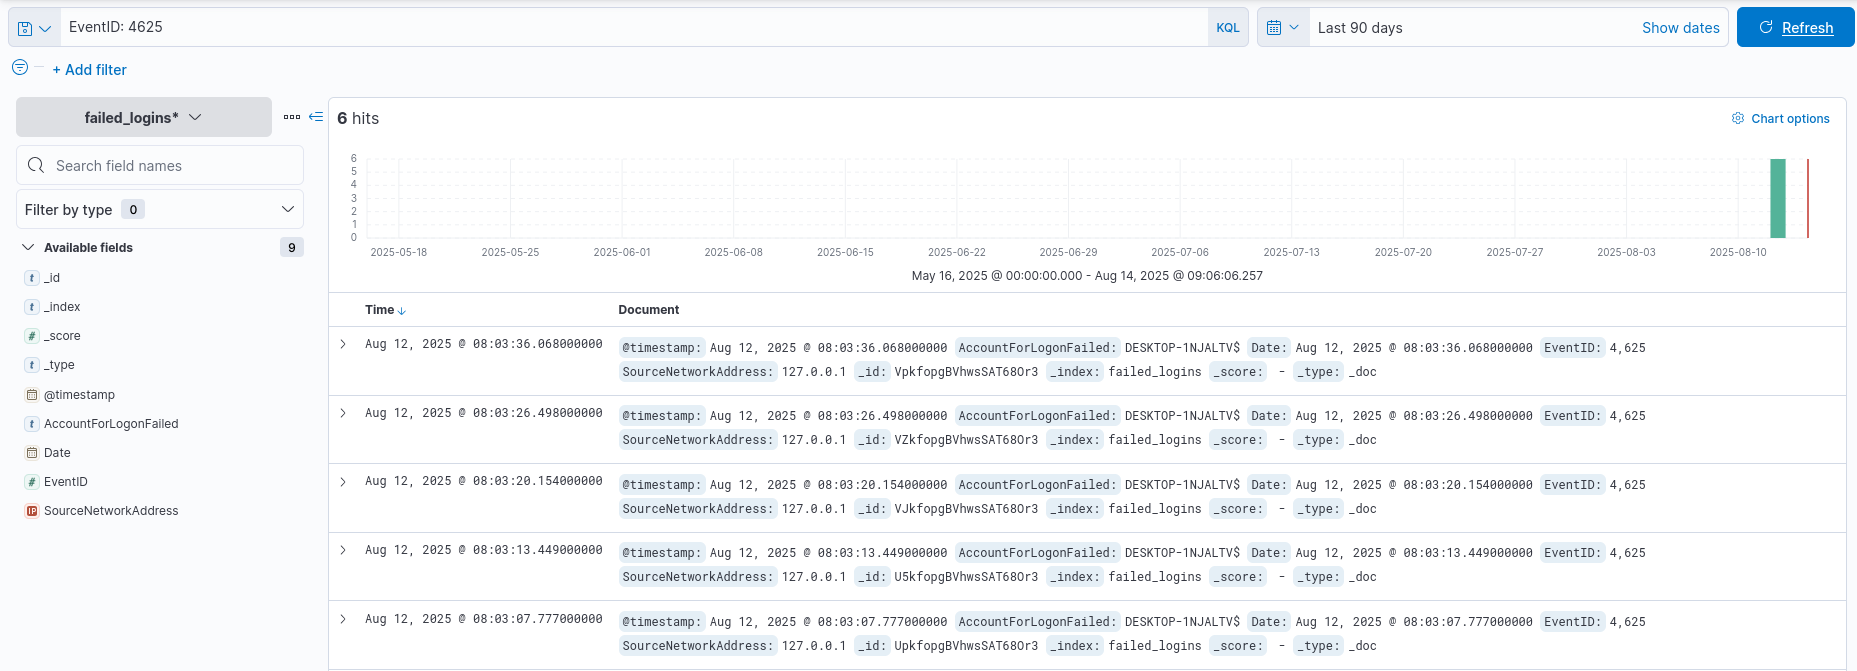 EventID: 4625 KQL Last 90 days Show dates Refresh
+ Add filter
failed_logins*
Search field names
Filter by type 0
Available fields 9
_id
_index
_score
_type
@timestamp
AccountForLogonFailed
Date
EventID
SourceNetworkAddress
6 hits
Chart options
6
5
4
3
2
1
0
2025-05-18 2025-05-25 2025-06-01 2025-06-08 2025-06-15 2025-06-22 2025-06-29 2025-07-06 2025-07-13 2025-07-20 2025-07-27 2025-08-03 2025-08-10
May 16, 2025 @ 00:00:00.000 - Aug 14, 2025 @ 09:06:06.257
Time Document
Aug 12, 2025 @ 08:03:36.068000000 @timestamp: Aug 12, 2025 @ 08:03:36.068000000 AccountForLogonFailed: DESKTOP-1NJALTV$ Date: Aug 12, 2025 @ 08:03:36.068000000 EventID: 4,625
SourceNetworkAddress: 127.0.0.1 _id: VpkfopgBVhwsSAT68Or3 _index: failed_logins _score: - _type: _doc
Aug 12, 2025 @ 08:03:26.498000000 @timestamp: Aug 12, 2025 @ 08:03:26.498000000 AccountForLogonFailed: DESKTOP-1NJALTV$ Date: Aug 12, 2025 @ 08:03:26.498000000 EventID: 4,625
SourceNetworkAddress: 127.0.0.1 _id: VZkfopgBVhwsSAT68Or3 _index: failed_logins _score: - _type: _doc
Aug 12, 2025 @ 08:03:20.154000000 @timestamp: Aug 12, 2025 @ 08:03:20.154000000 AccountForLogonFailed: DESKTOP-1NJALTV$ Date: Aug 12, 2025 @ 08:03:20.154000000 EventID: 4,625
SourceNetworkAddress: 127.0.0.1 _id: VJkfopgBVhwsSAT68Or3 _index: failed_logins _score: - _type: _doc
Aug 12, 2025 @ 08:03:13.449000000 @timestamp: Aug 12, 2025 @ 08:03:13.449000000 AccountForLogonFailed: DESKTOP-1NJALTV$ Date: Aug 12, 2025 @ 08:03:13.449000000 EventID: 4,625
SourceNetworkAddress: 127.0.0.1 _id: U5kfopgBVhwsSAT68Or3 _index: failed_logins _score: - _type: _doc
Aug 12, 2025 @ 08:03:07.777000000 @timestamp: Aug 12, 2025 @ 08:03:07.777000000 AccountForLogonFailed: DESKTOP-1NJALTV$ Date: Aug 12, 2025 @ 08:03:07.777000000 EventID: 4,625
SourceNetworkAddress: 127.0.0.1 _id: UpkfopgBVhwsSAT68Or3 _index: failed_logins _score: - _type: _doc